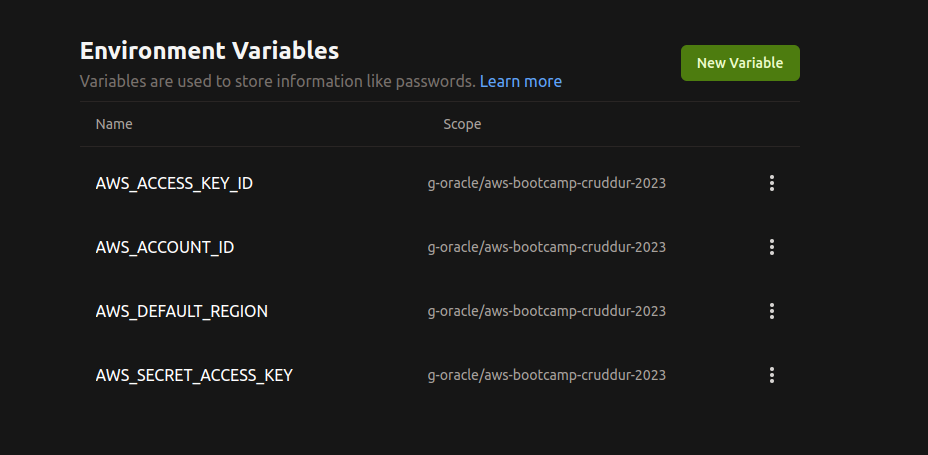 Environment Variables
New Variable
Variables are used to store information like passwords. Learn more
Name Scope
AWS_ACCESS_KEY_ID g-oracle/aws-bootcamp-cruddur-2023
AWS_ACCOUNT_ID g-oracle/aws-bootcamp-cruddur-2023
AWS_DEFAULT_REGION g-oracle/aws-bootcamp-cruddur-2023
AWS_SECRET_ACCESS_KEY g-oracle/aws-bootcamp-cruddur-2023